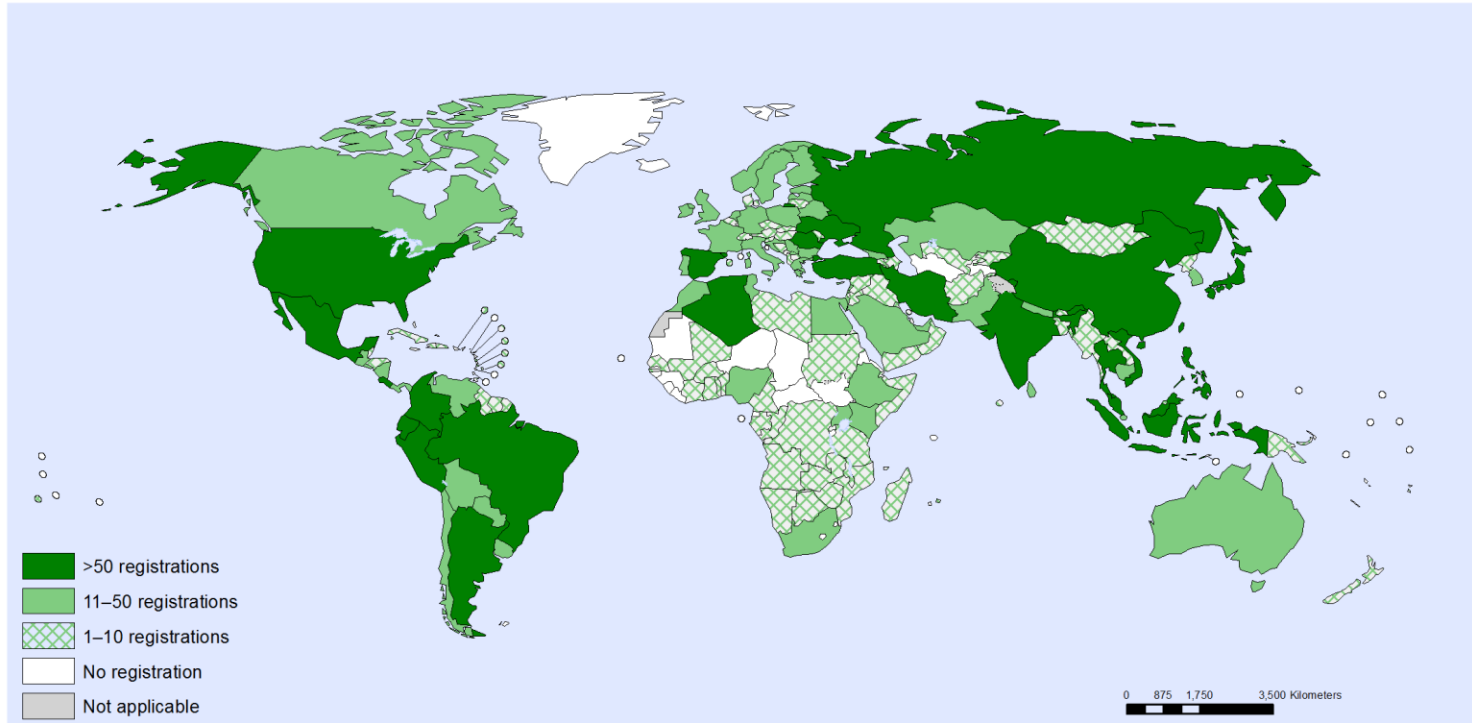 >50 registrations
11–50 registrations
1–10 registrations
No registration
Not applicable
0 875 1,750 3,500 Kilometers